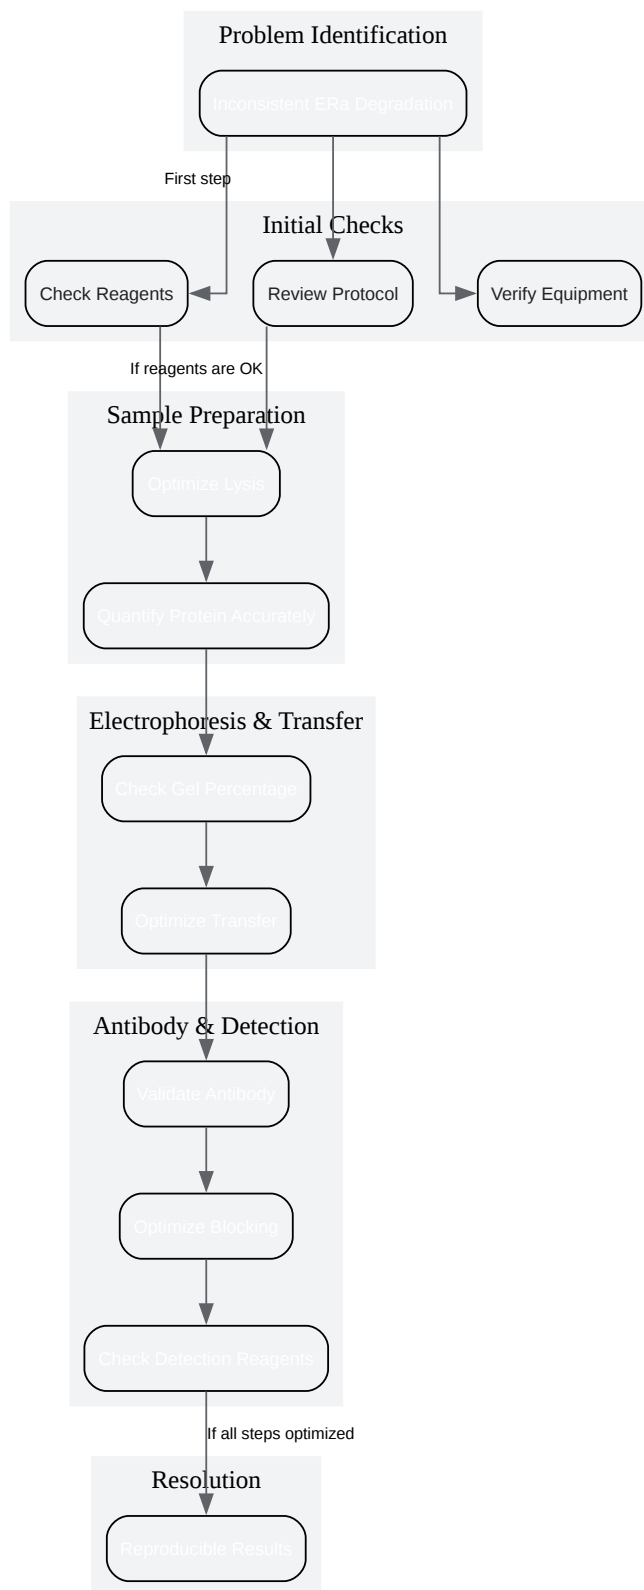 Problem Identification
Inconsistent ERa Degradation
First step
Initial Checks
Check Reagents
Review Protocol
Verify Equipment
If reagents are OK
Sample Preparation
Optimize Lysis
Quantify Protein Accurately
Electrophoresis & Transfer
Check Gel Percentage
Optimize Transfer
Antibody & Detection
Validate Antibody
Optimize Blocking
Check Detection Reagents
If all steps optimized
Resolution
Reproducible Results